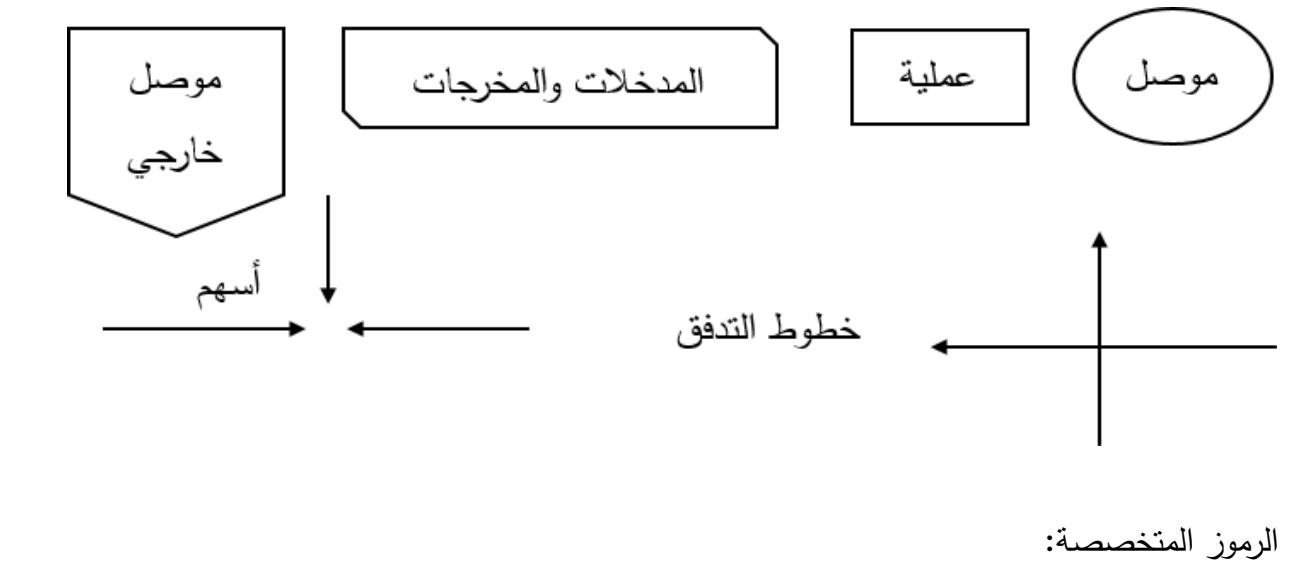 موصل
عملية
المدخلات والمخرجات
موصل
خارجي
أسهم
خطوط التدفق
الرموز المتخصصة: